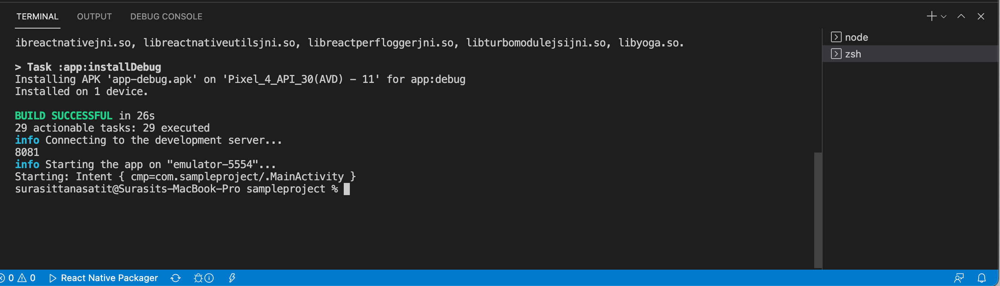 TERMINAL OUTPUT DEBUG CONSOLE
ibreactnativejni.so, libreactnativeutilsjni.so, libreactperfloggerjni.so, libturbomodulejsijni.so, libyoga.so.
> Task :app:installDebug
Installing APK 'app-debug.apk' on 'Pixel_4_API_30(AVD) - 11' for app:debug
Installed on 1 device.
BUILD SUCCESSFUL in 26s
29 actionable tasks: 29 executed
info Connecting to the development server...
8081
info Starting the app on "emulator-5554"...
Starting: Intent { cmp=com.sampleproject/.MainActivity }
surasittanasatit@Surasits-MacBook-Pro sampleproject %
node
zsh
0 0 React Native Packager